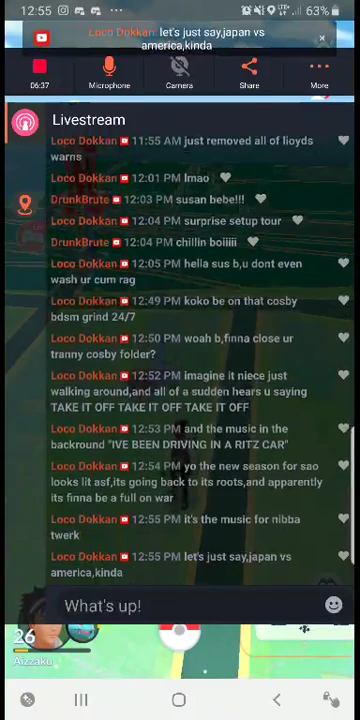 12:55
63%
Loco Dokkan: let's just say,japan vs
america,kinda
06:37
Microphone
Camera
Share
More
Livestream
Loco Dokkan 11:55 AM just removed all of lioyds
warns
Loco Dokkan 12:01 PM lmao
DrunkBrute 12:03 PM susan bebe!!!
Loco Dokkan 12:04 PM surprise setup tour
DrunkBrute 12:04 PM chillin boiiiii
Loco Dokkan 12:05 PM hella sus b,u dont even
wash ur cum rag
Loco Dokkan 12:49 PM koko be on that cosby
bdsm grind 24/7
Loco Dokkan 12:50 PM woah b,finna close ur
tranny cosby folder?
Loco Dokkan 12:52 PM imagine it niece just
walking around,and all of a sudden hears u saying
TAKE IT OFF TAKE IT OFF TAKE IT OFF
Loco Dokkan 12:53 PM and the music in the
backround "IVE BEEN DRIVING IN A RITZ CAR"
Loco Dokkan 12:54 PM yo the new season for sao
looks lit asf,its going back to its roots,and apparently
its finna be a full on war
Loco Dokkan 12:55 PM it's the music for nibba
twerk
Loco Dokkan 12:55 PM let's just say,japan vs
america,kinda
What's up!
26
Aizzaku